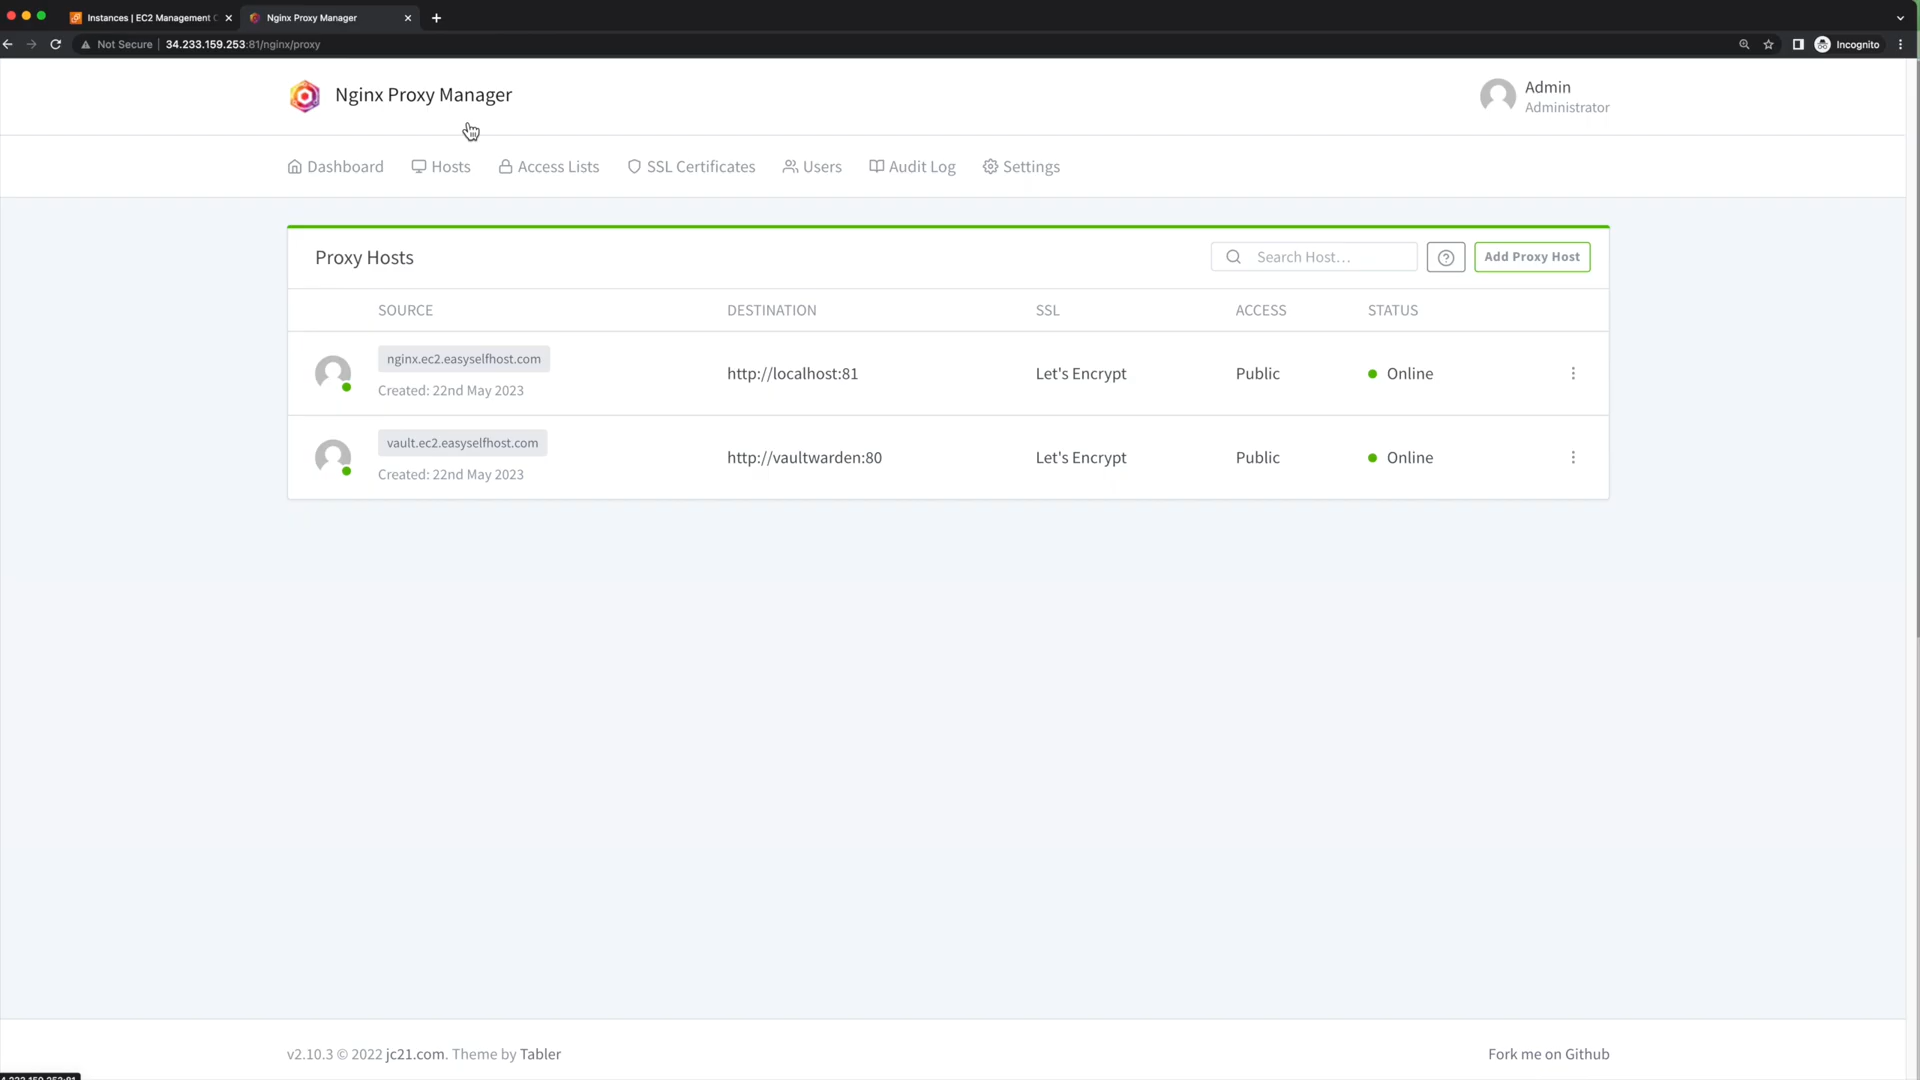 Instances | EC2 Management C
Nginx Proxy Manager
Not Secure | 34.233.159.253:81/nginx/proxy
Incognito
Nginx Proxy Manager
Admin
Administrator
Dashboard Hosts Access Lists SSL Certificates Users Audit Log Settings
Proxy Hosts
Search Host…
Add Proxy Host
SOURCE DESTINATION SSL ACCESS STATUS
nginx.ec2.easyselfhost.com
Created: 22nd May 2023
http://localhost:81 Let's Encrypt Public Online
vault.ec2.easyselfhost.com
Created: 22nd May 2023
http://vaultwarden:80 Let's Encrypt Public Online
v2.10.3 © 2022 jc21.com. Theme by Tabler
Fork me on Github